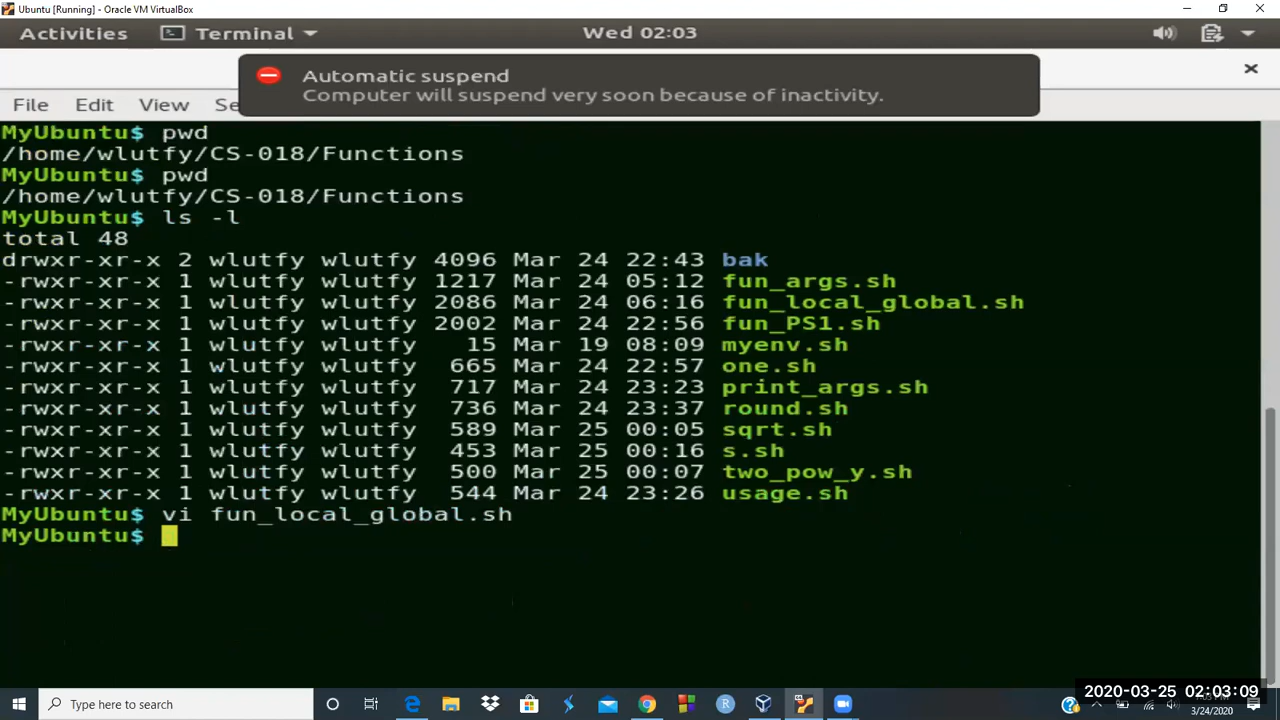 Ubuntu [Running] - Oracle VM VirtualBox
Activities Terminal Wed 02:03
Automatic suspend
Computer will suspend very soon because of inactivity.
File Edit View Se
MyUbuntu$ pwd
/home/wlutfy/CS-018/Functions
MyUbuntu$ pwd
/home/wlutfy/CS-018/Functions
MyUbuntu$ ls -l
total 48
drwxr-xr-x 2 wlutfy wlutfy 4096 Mar 24 22:43 bak
-rwxr-xr-x 1 wlutfy wlutfy 1217 Mar 24 05:12 fun_args.sh
-rwxr-xr-x 1 wlutfy wlutfy 2086 Mar 24 06:16 fun_local_global.sh
-rwxr-xr-x 1 wlutfy wlutfy 2002 Mar 24 22:56 fun_PS1.sh
-rwxr-xr-x 1 wlutfy wlutfy 15 Mar 19 08:09 myenv.sh
-rwxr-xr-x 1 wlutfy wlutfy 665 Mar 24 22:57 one.sh
-rwxr-xr-x 1 wlutfy wlutfy 717 Mar 24 23:23 print_args.sh
-rwxr-xr-x 1 wlutfy wlutfy 736 Mar 24 23:37 round.sh
-rwxr-xr-x 1 wlutfy wlutfy 589 Mar 25 00:05 sqrt.sh
-rwxr-xr-x 1 wlutfy wlutfy 453 Mar 25 00:16 s.sh
-rwxr-xr-x 1 wlutfy wlutfy 500 Mar 25 00:07 two_pow_y.sh
-rwxr-xr-x 1 wlutfy wlutfy 544 Mar 24 23:26 usage.sh
MyUbuntu$ vi fun_local_global.sh
MyUbuntu$
Type here to search
2020-03-25 02:03:09
3/24/2020